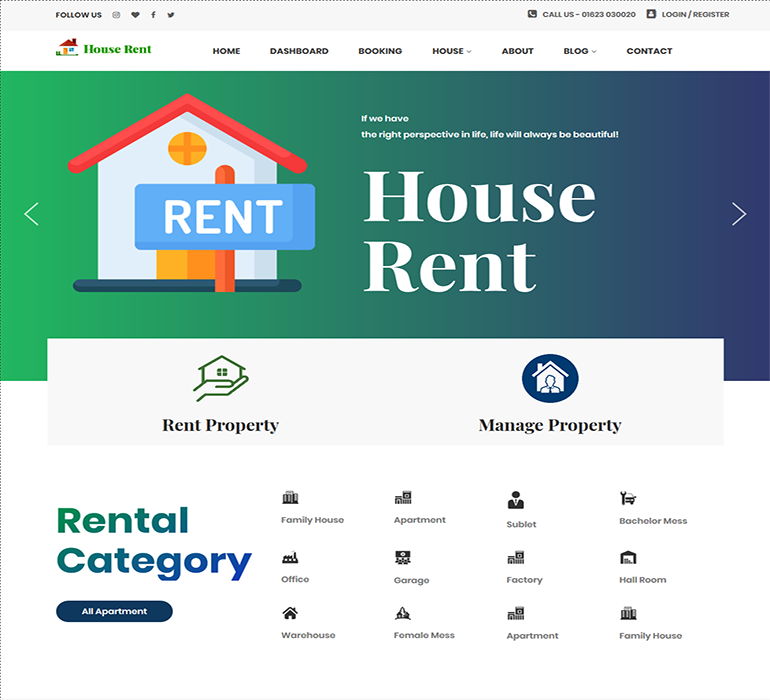 FOLLOW US
CALL US - 01623 030020 LOGIN / REGISTER
House Rent
HOME DASHBOARD BOOKING HOUSE ABOUT BLOG CONTACT
If we have
the right perspective in life, life will always be beautiful!
RENT
House
Rent
Rent Property
Manage Property
Rental
Category
All Apartment
Family House Apartment Sublet Bachelor Mess
Office Garage Factory Hall Room
Warehouse Female Mess Apartment Family House